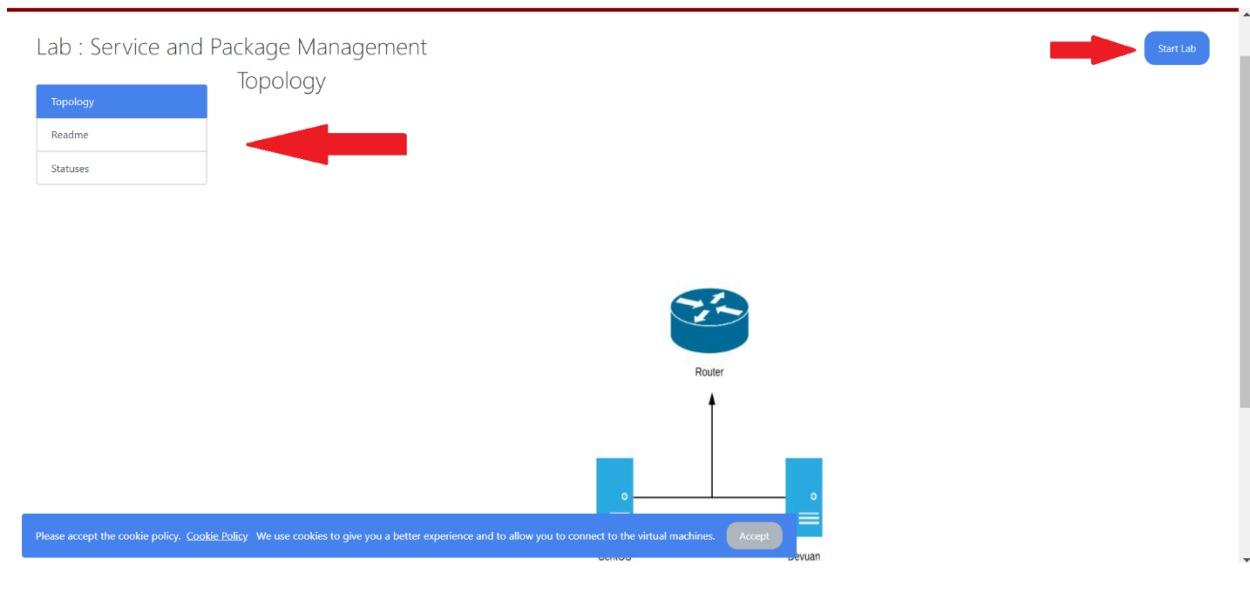 Lab : Service and Package Management
Start Lab
Topology
Topology
Readme
Statuses
Router
Please accept the cookie policy. Cookie Policy We use cookies to give you a better experience and to allow you to connect to the virtual machines. Accept
CentOS
Devuan